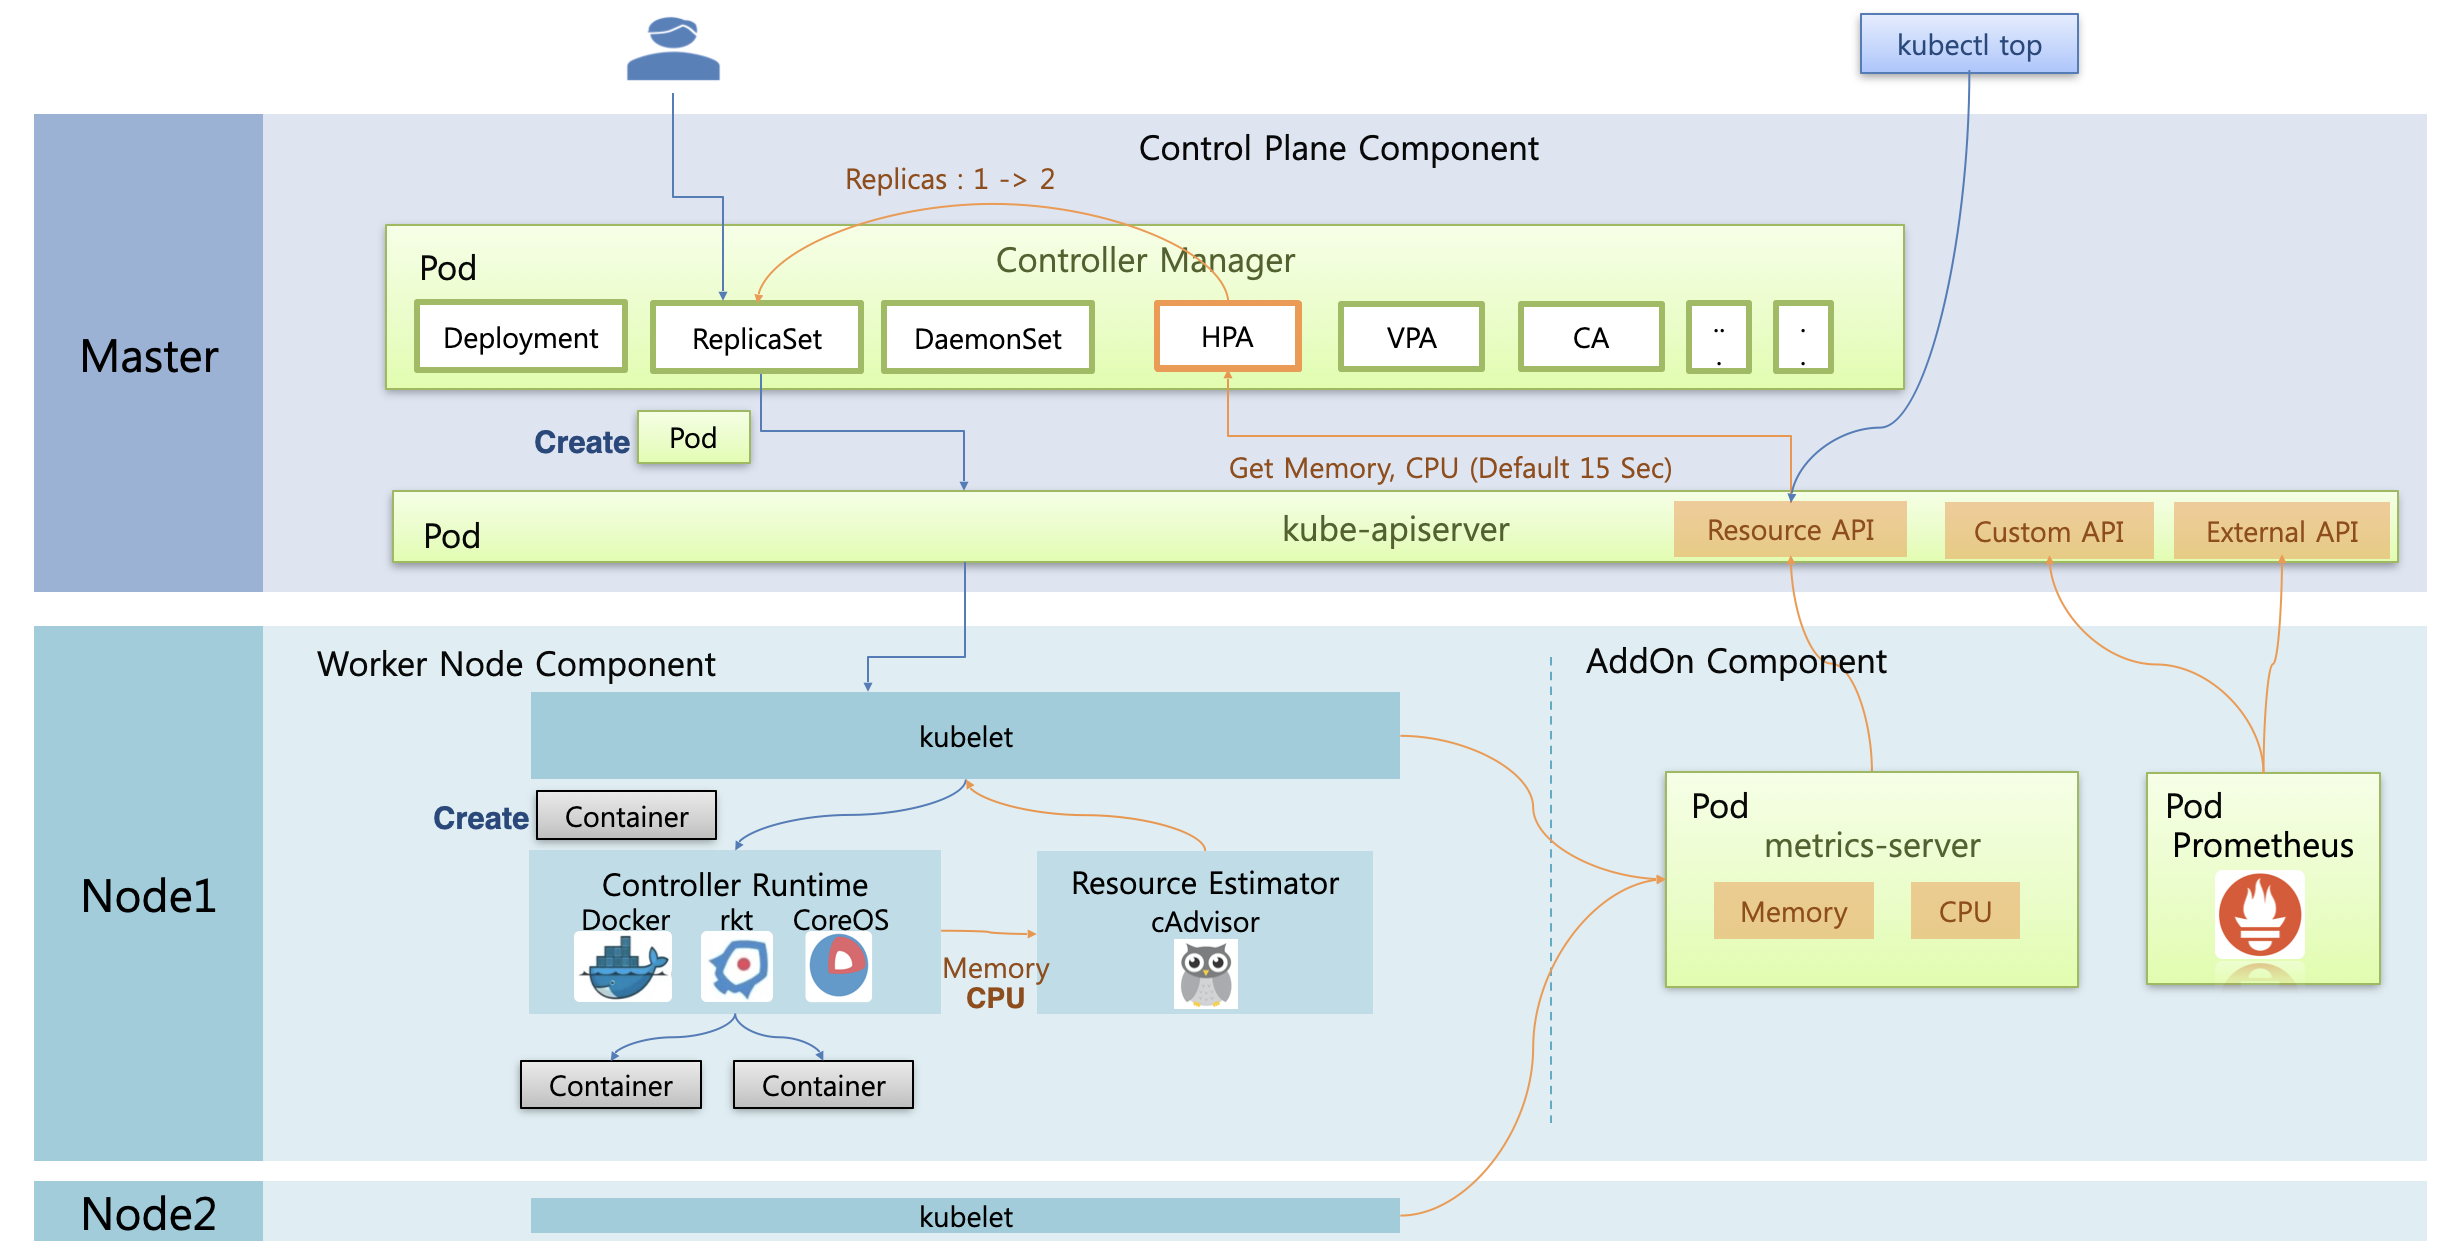 kubectl top
Control Plane Component
Replicas : 1 -> 2
Master
Pod
Controller Manager
Deployment
ReplicaSet
DaemonSet
HPA
VPA
CA
..
.
.
.
Create
Pod
Get Memory, CPU (Default 15 Sec)
Pod
kube-apiserver
Resource API
Custom API
External API
Node1
Worker Node Component
AddOn Component
kubelet
Create
Container
Controller Runtime
Docker
rkt
CoreOS
Memory
CPU
Resource Estimator
cAdvisor
Container
Container
Pod
metrics-server
Memory
CPU
Pod
Prometheus
Node2
kubelet